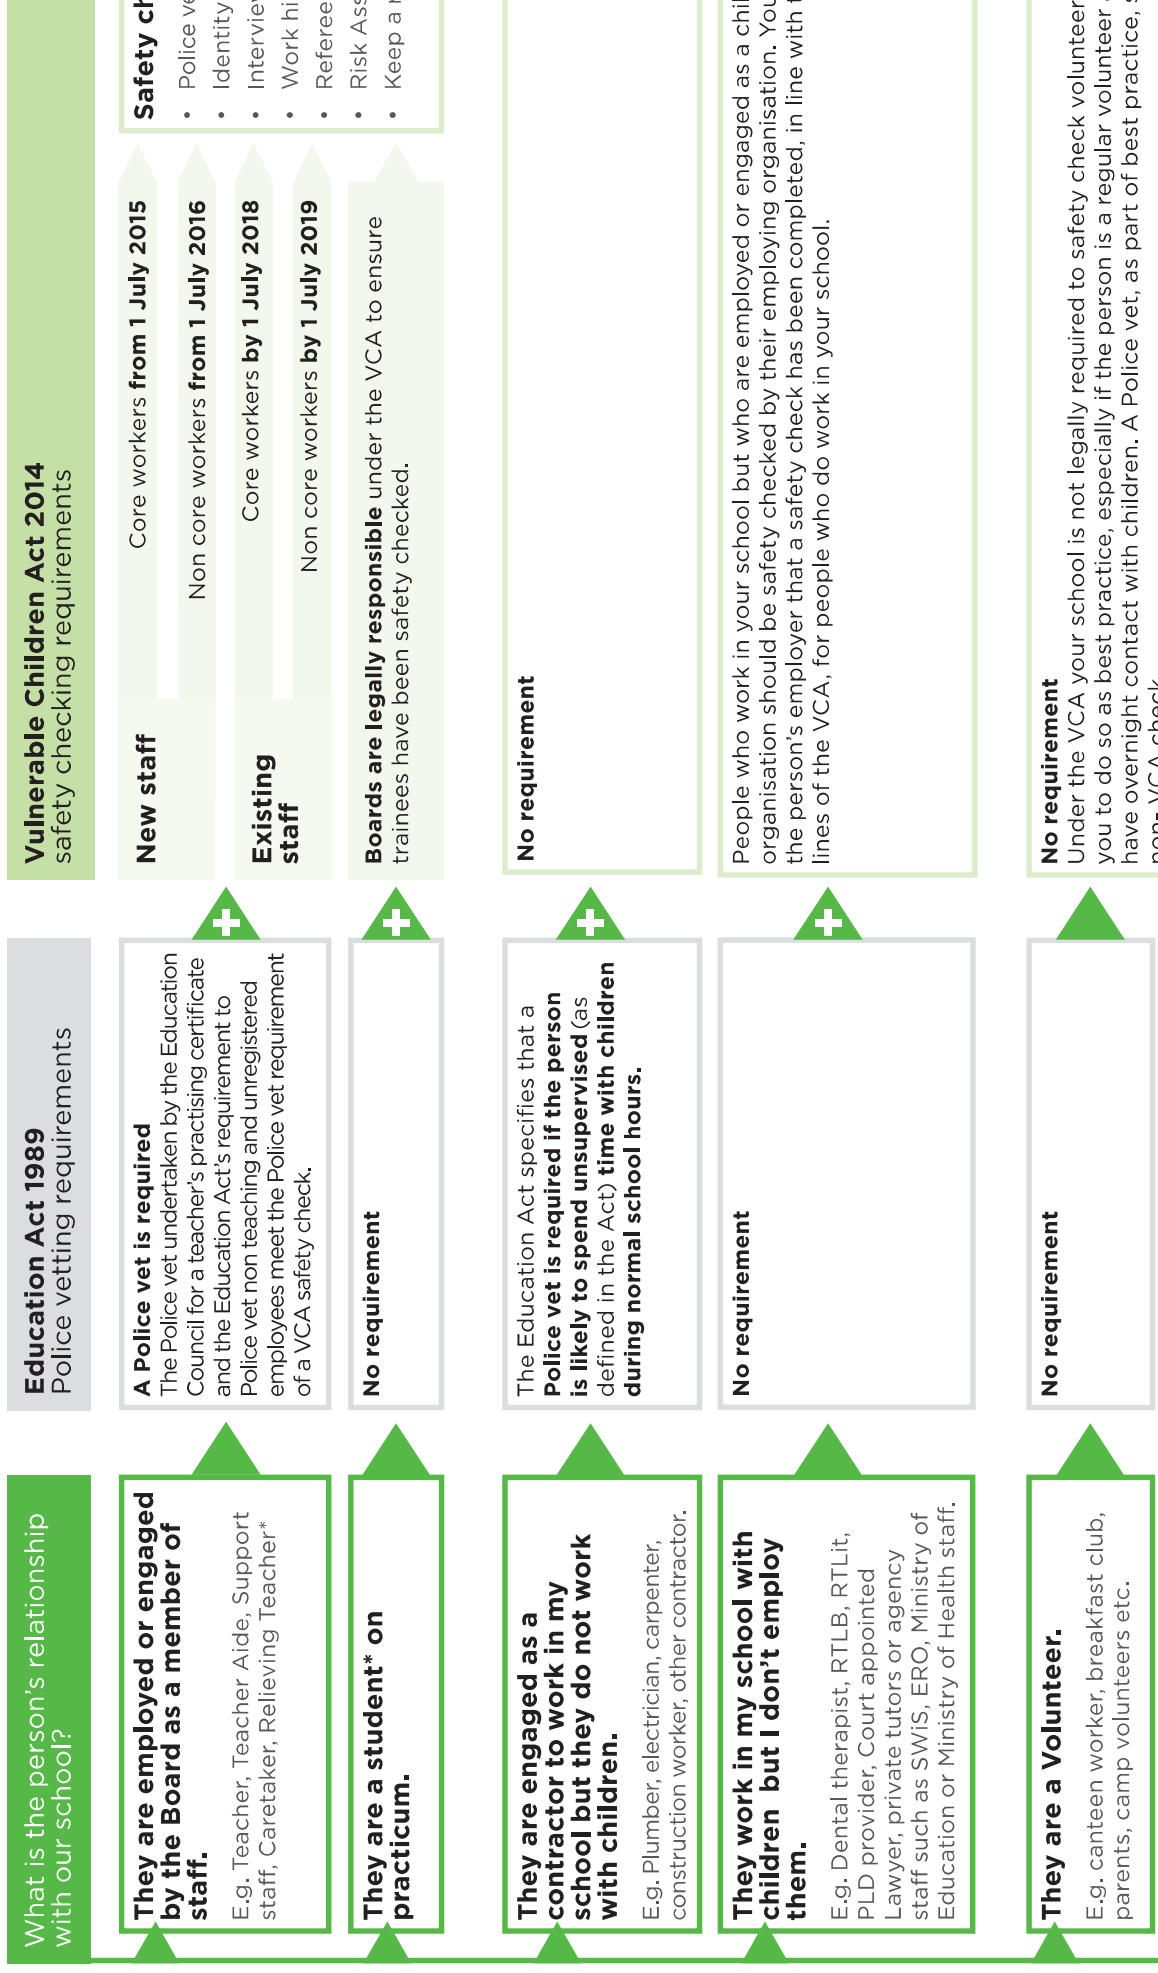 What is the person's relationship
with our school?
Education Act 1989
Police vetting requirements
Vulnerable Children Act 2014
safety checking requirements
They are employed or engaged
by the Board as a member of
staff.
E.g. Teacher, Teacher Aide, Support
staff, Caretaker, Relieving Teacher*
A Police vet is required
The Police vet undertaken by the Education
Council for a teacher's practising certificate
and the Education Act's requirement to
Police vet non teaching and unregistered
employees meet the Police vet requirement
of a VCA safety check.
New staff
Core workers from 1 July 2015
Non core workers from 1 July 2016
Existing
staff
Core workers by 1 July 2018
Non core workers by 1 July 2019
Safety
Police
Identity
Work
Referee
Risk
Keep a
They are a student* on
practicum.
No requirement
Boards are legally responsible under the VCA to ensure
trainees have been safety checked.
They are engaged as a
contractor to work in my
school but they do not work
with children.
E.g. Plumber, electrician, carpenter,
construction worker, other contractor.
The Education Act specifies that a
Police vet is required if the person
is likely to spend unsupervised (as
defined in the Act) time with children
during normal school hours.
No requirement
They work in my school with
children but I don't employ
them.
E.g. Dental therapist, RTLB, RTLit,
PLD provider, Court appointed
Lawyer, private tutors or agency
staff such as SWiS, ERO, Ministry of
Education or Ministry of Health staff.
No requirement
People who work in your school but who are employed or engaged as a
organisation should be safety checked by their employing organisation. You
the person's employer that a safety check has been completed, in line with
lines of the VCA, for people who do work in your school.
They are a Volunteer.
E.g. canteen worker, breakfast club,
parents, camp volunteers etc.
No requirement
No requirement
Under the VCA your school is not legally required to safety check volunteer
you to do so as best practice, especially if the person is a regular volunteer
have overnight contact with children. A Police vet, as part of best practice,
non- VCA check